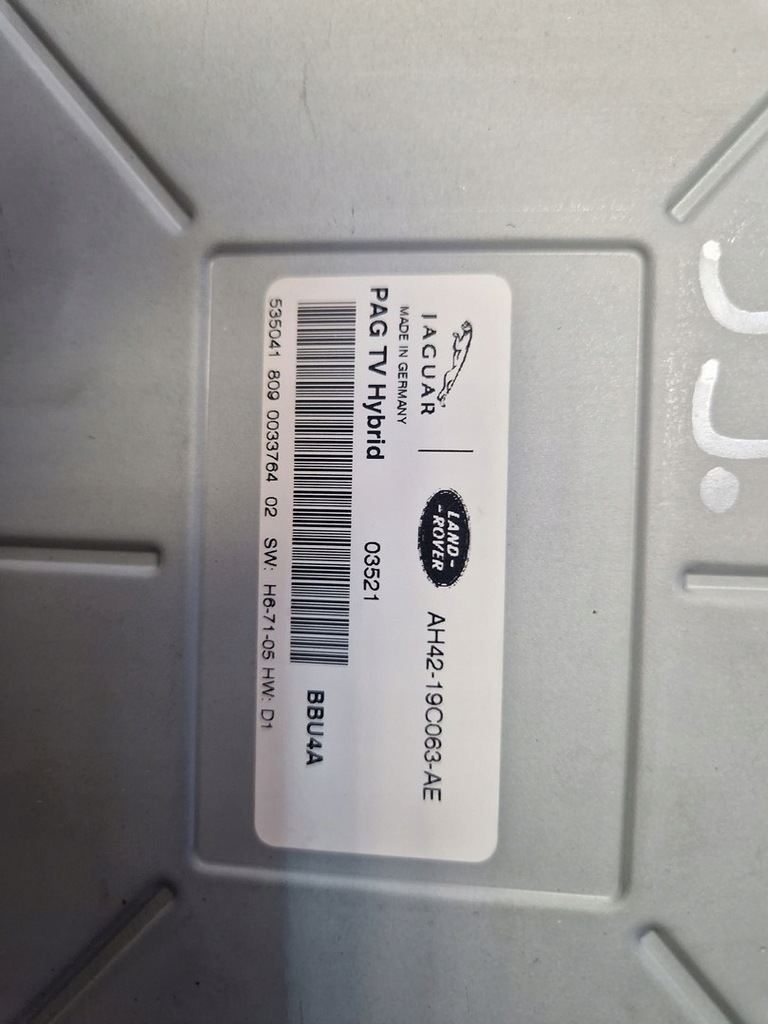 JAGUAR
LAND-
-ROVER
AH42-19C063-AE
MADE IN GERMANY
PAG TV Hybrid 03521
BBU4A
535041 809 0033764 02 SW: H6-71-05 HW: D1